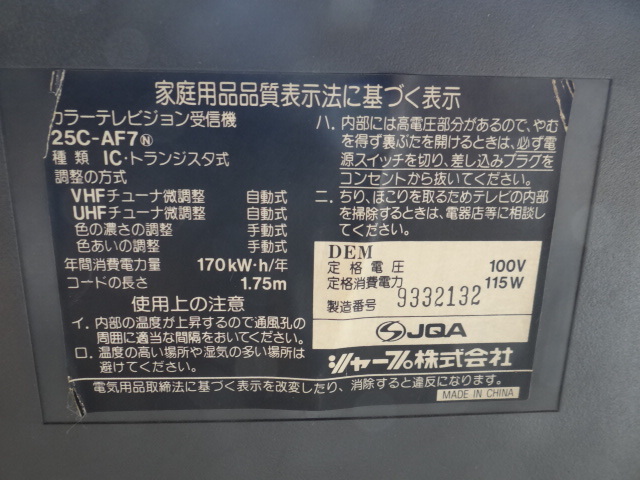 家庭用品品質表示法に基づく表示
カラーテレビジョン受信機
25C-AF7Ⓝ
種類 IC・トランジスタ式
調整の方式
VHFチューナ微調整 自動式
UHFチューナ微調整 自動式
色の濃さの調整 手動式
色あいの調整 手動式
年間消費電力量 170kW・h/年
コードの長さ 1.75m
使用上の注意
イ. 内部の温度が上昇するので通風孔の
周囲に適当な間隔をおいてください。
ロ. 温度の高い場所や湿気の多い場所は
避けてください。
ハ. 内部には高電圧部分があるので、やむ
を得ず裏ぶたを開けるときは、必ず電
源スイッチを切り、差し込みプラグを
コンセントから抜いてください。
ニ. ちり、ほこりを取るためテレビの内部
を掃除するときは、電器店等に相談し
てください。
DEM
定格電圧 100V
定格消費電力 115W
製造番号 9332132
JQA
シャープ株式会社
電気用品取締法に基づく表示を改変したり、消除すると違反になります。
MADE IN CHINA